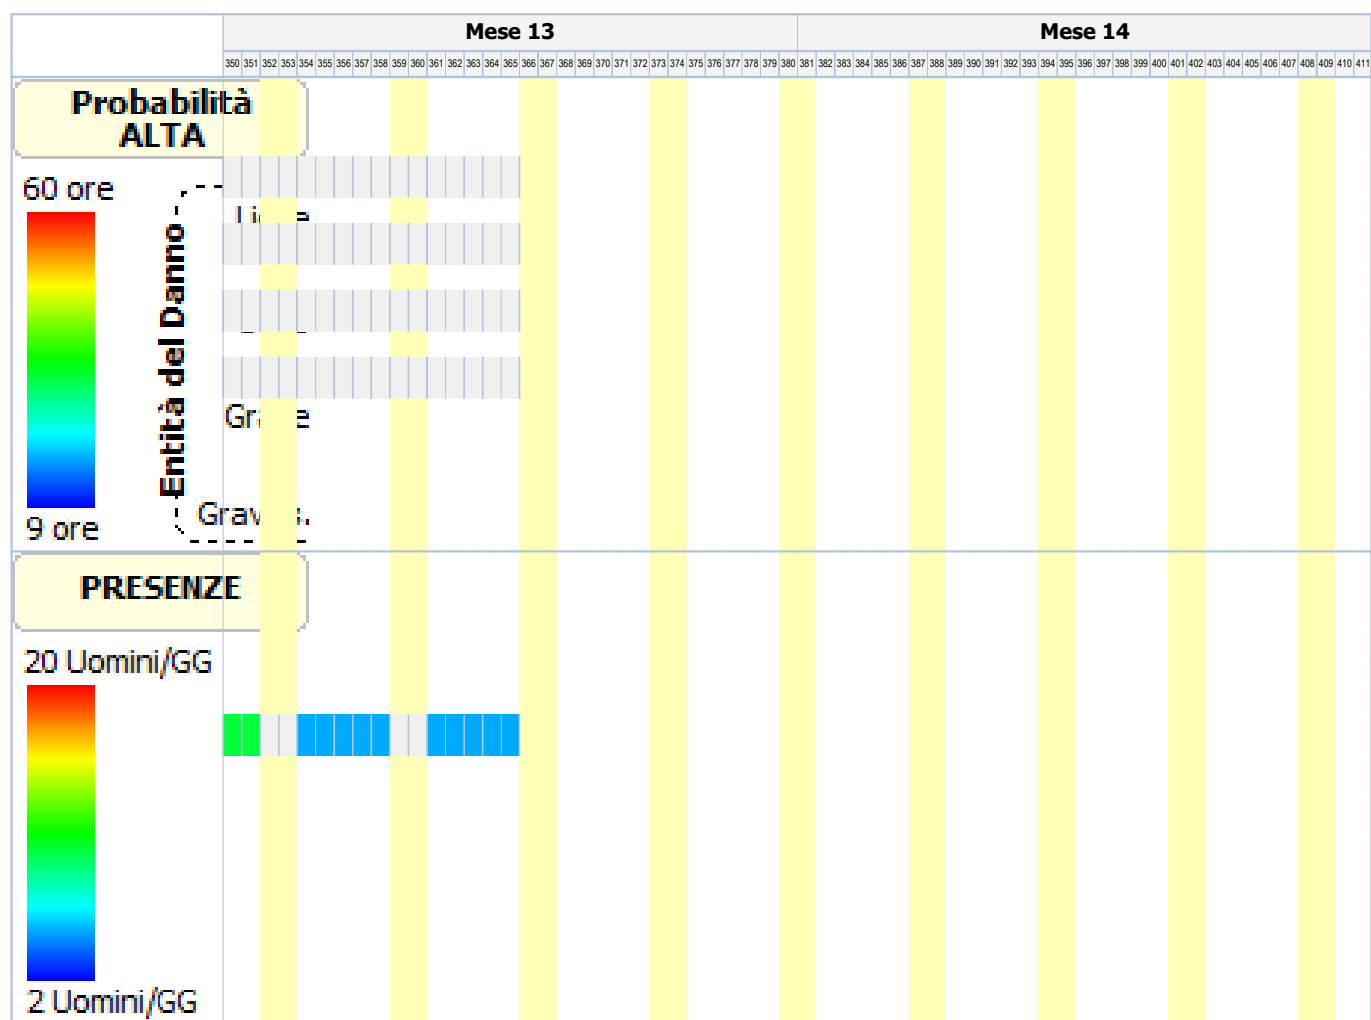 Mese 13 Mese 14
350 351 352 353 354 355 356 357 358 359 360 361 362 363 364 365 366 367 368 369 370 371 372 373 374 375 376 377 378 379 380 381 382 383 384 385 386 387 388 389 390 391 392 393 394 395 396 397 398 399 400 401 402 403 404 405 406 407 408 409 410 411
Probabilità
ALTA
60 ore
Entità del Danno
9 ore
PRESENZE
20 Uomini/GG
2 Uomini/GG